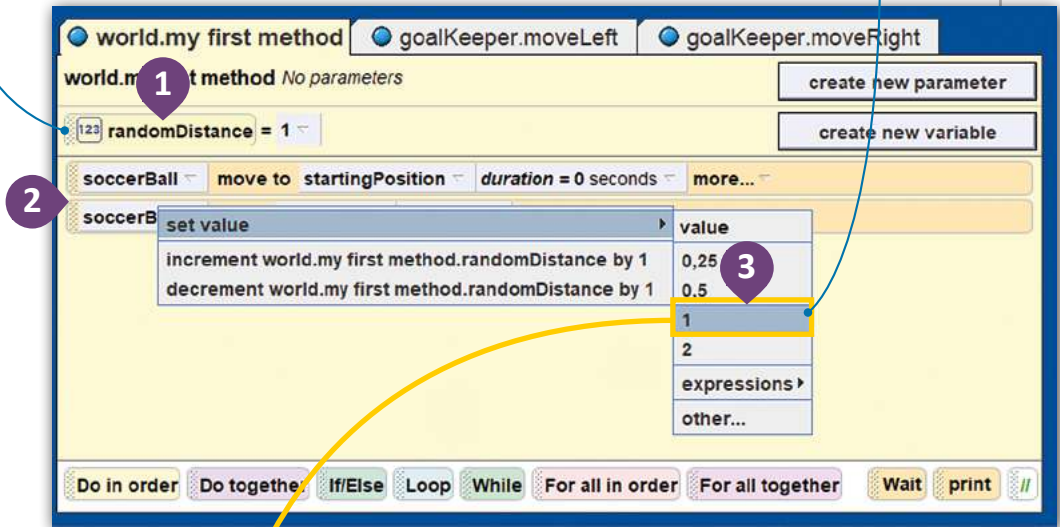 world.my first method goalKeeper.moveLeft goalKeeper.moveRight
world.m t method No parameters create new parameter
1
123 randomDistance = 1 create new variable
soccerBall move to startingPosition duration = 0 seconds more...
2
soccerB
set value value
increment world.my first method.randomDistance by 1 0,25
3
decrement world.my first method.randomDistance by 1 0.5
1
2
expressions
other...
Do in order Do together If/Else Loop While For all in order For all together Wait print //